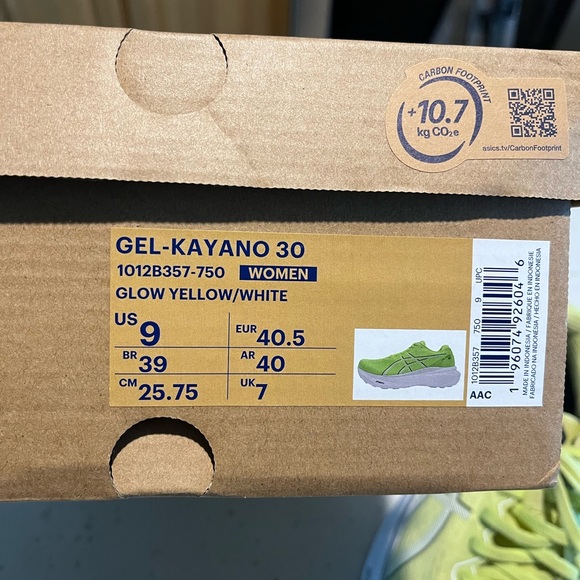 CARBON FOOTPRINT
+10.7
kg CO₂e
asics.tv/CarbonFootprint
GEL-KAYANO 30
1012B357-750 WOMEN
GLOW YELLOW/WHITE
US 9 EUR 40.5
BR 39 AR 40
CM 25.75 UK 7
1012B357 750 9 UPC
1 96074 92604 6
MADE IN INDONESIA / FABRIQUE EN INDONESIE
FABRICADO NA INDONÉSIA / HECHO EN INDONESIA
AAC